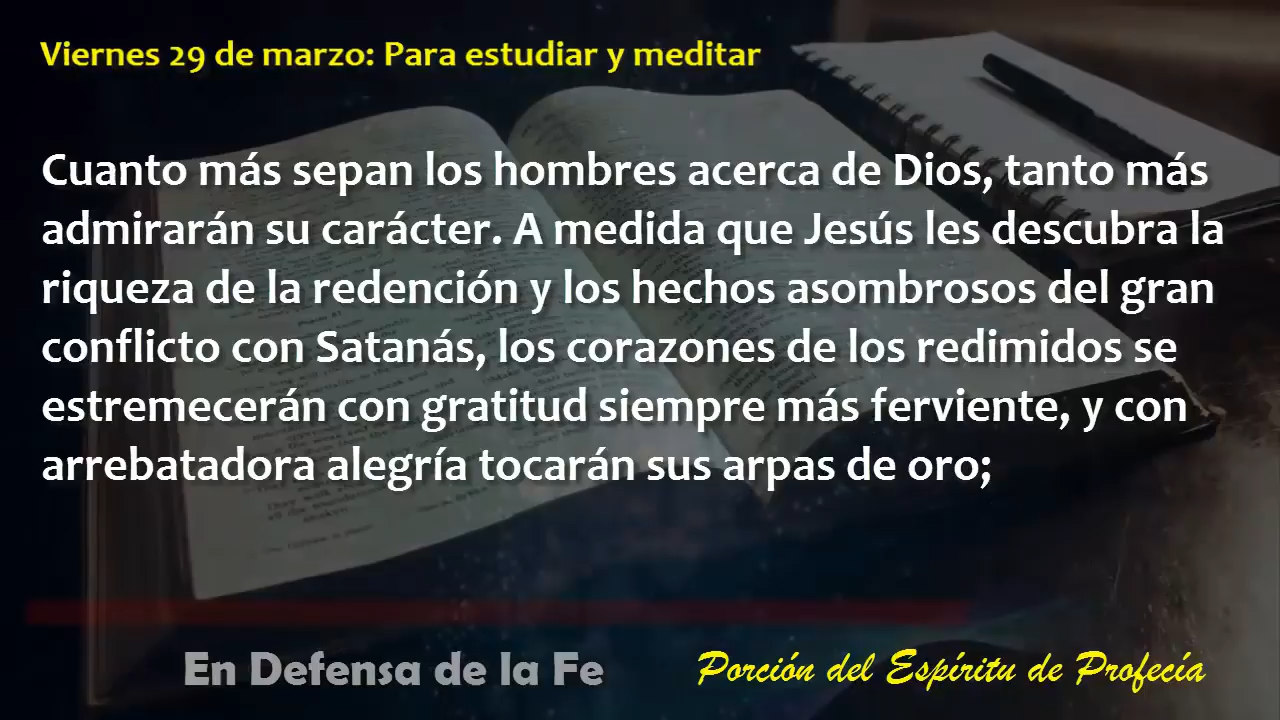 Viernes 29 de marzo: Para estudiar y meditar
Cuanto más sepan los hombres acerca de Dios, tanto más
admirarán su carácter. A medida que Jesús les descubra la
riqueza de la redención y los hechos asombrosos del gran
conflicto con Satanás, los corazones de los redimidos se
estremecerán con gratitud siempre más ferviente, y con
arrebatadora alegría tocarán sus arpas de oro;
En Defensa de la Fe
Porción del Espíritu de Profecía